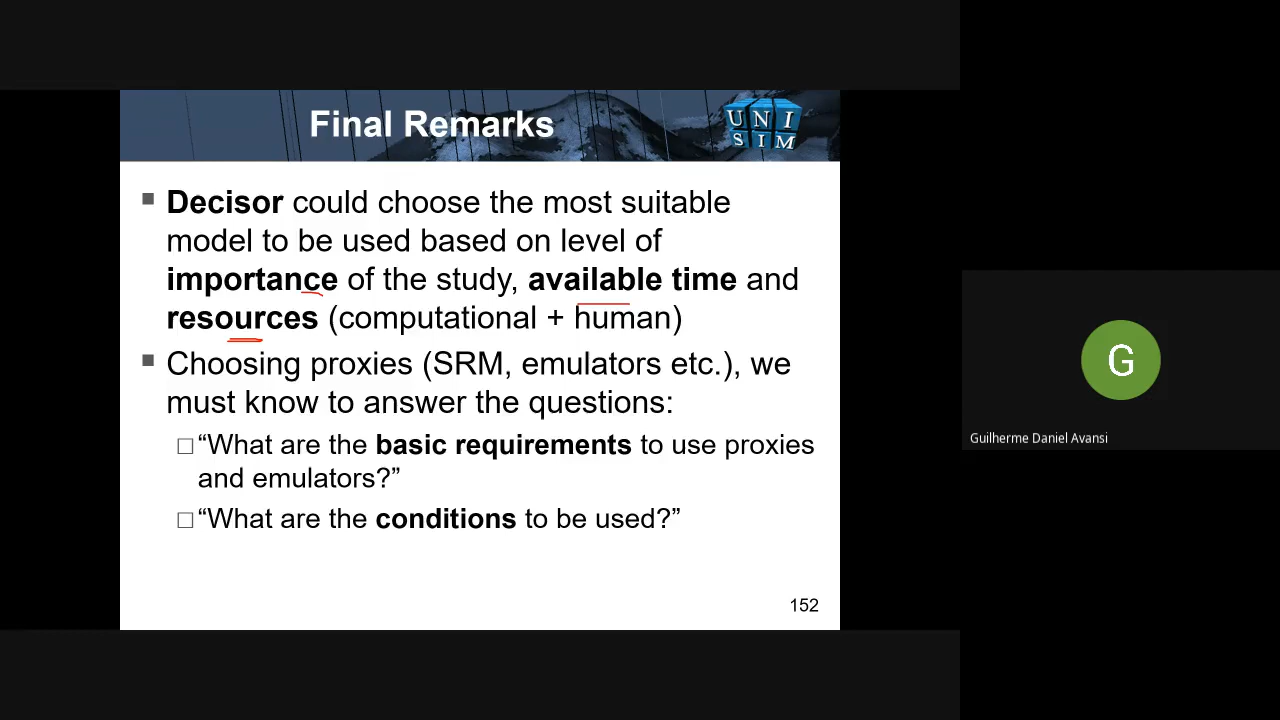 Final Remarks
UNI
SIM
Decisor could choose the most suitable
model to be used based on level of
importance of the study, available time and
resources (computational + human)
Choosing proxies (SRM, emulators etc.), we
must know to answer the questions:
“What are the basic requirements to use proxies
and emulators?”
“What are the conditions to be used?”
152
G
Guilherme Daniel Avansi